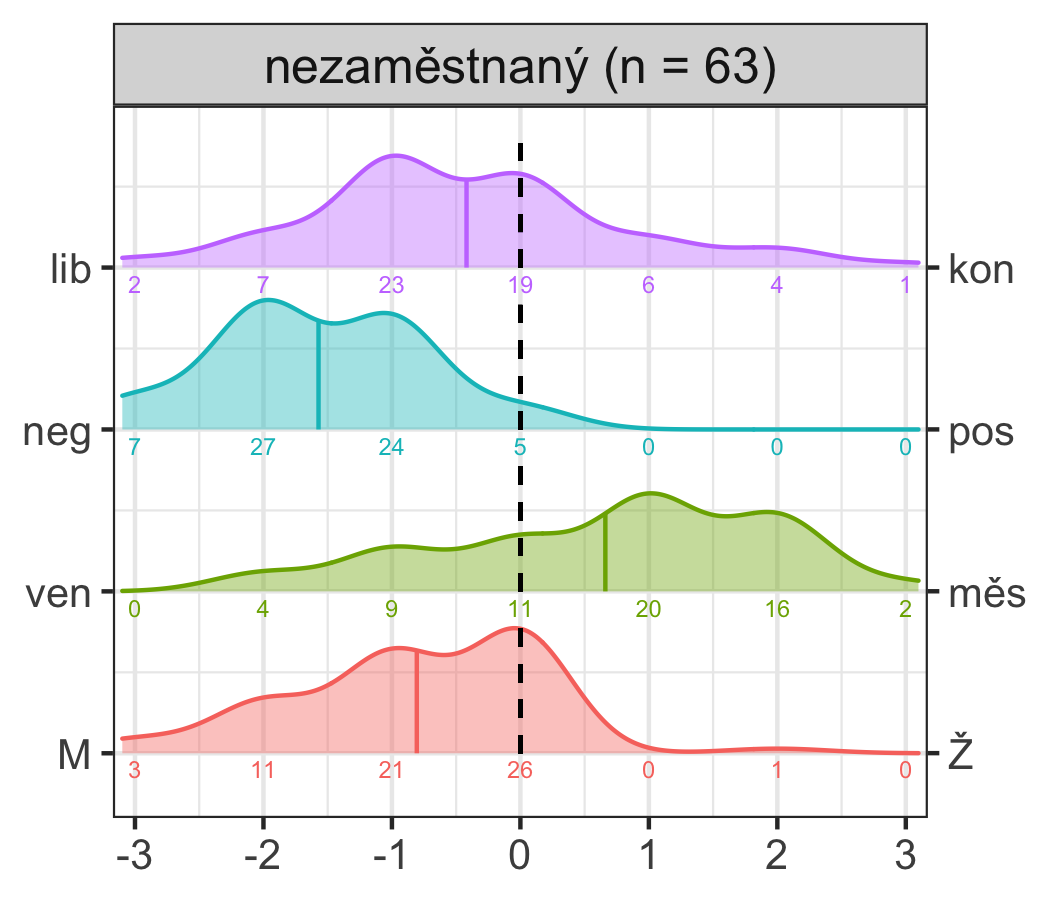 nezaměstnaný (n = 63)
lib kon
2 7 23 19 6 4 1
neg pos
7 27 24 5 0 0 0
ven měs
0 4 9 11 20 16 2
M Ž
3 11 21 26 0 1 0
-3 -2 -1 0 1 2 3